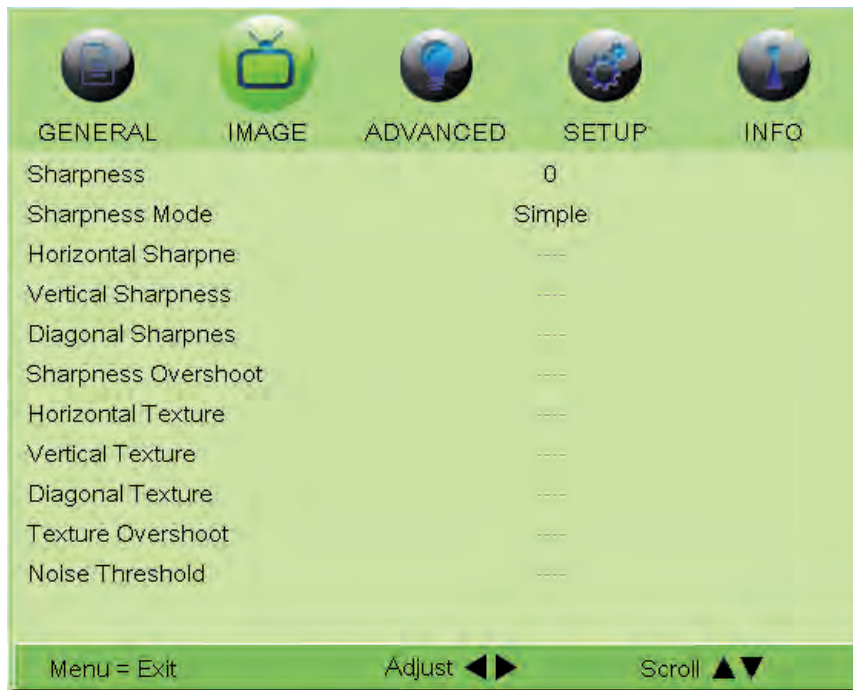 GENERAL IMAGE ADVANCED SETUP INFO
Sharpness 0
Sharpness Mode Simple
Horizontal Sharpne ----
Vertical Sharpness ----
Diagonal Sharpnes ----
Sharpness Overshoot ----
Horizontal Texture ----
Vertical Texture ----
Diagonal Texture ----
Texture Overshoot ----
Noise Threshold ----
Menu = Exit Adjust ◀▶ Scroll ▲▼